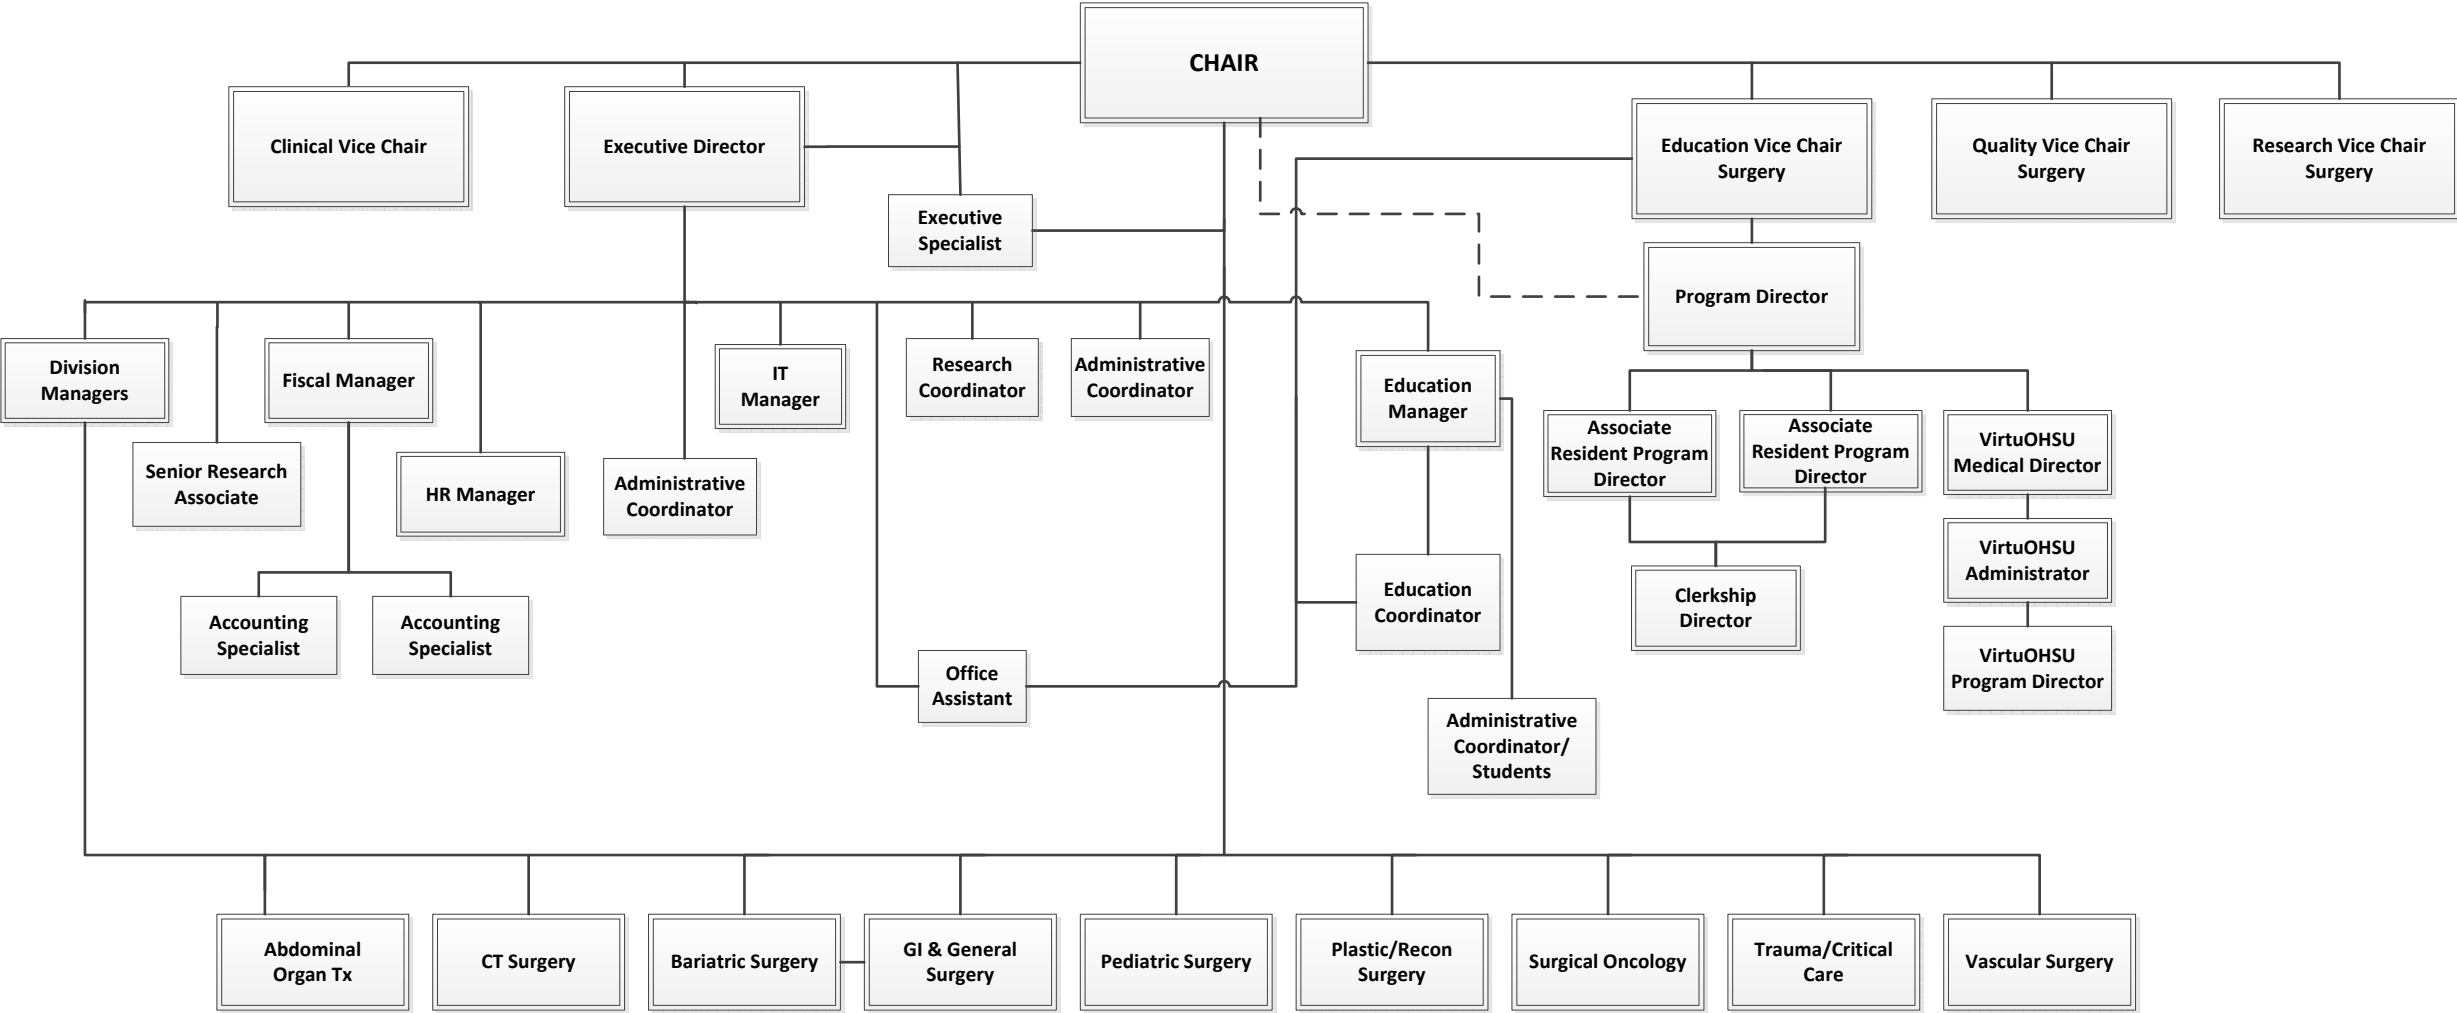 CHAIR
Clinical Vice Chair
Executive Director
Executive
Specialist
Education Vice Chair
Surgery
Quality Vice Chair
Surgery
Research Vice Chair
Surgery
Program Director
Division
Managers
Senior Research
Associate
Fiscal Manager
HR Manager
Administrative
Coordinator
IT
Manager
Research
Coordinator
Administrative
Coordinator
Education
Manager
Associate
Resident Program
Director
Associate
Resident Program
Director
VirtuOHSU
Medical Director
VirtuOHSU
Administrator
VirtuOHSU
Program Director
Clerkship
Director
Accounting
Specialist
Accounting
Specialist
Education
Coordinator
Office
Assistant
Administrative
Coordinator/
Students
Abdominal
Organ Tx
CT Surgery
Bariatric Surgery
GI & General
Surgery
Pediatric Surgery
Plastic/Recon
Surgery
Surgical Oncology
Trauma/Critical
Care
Vascular Surgery